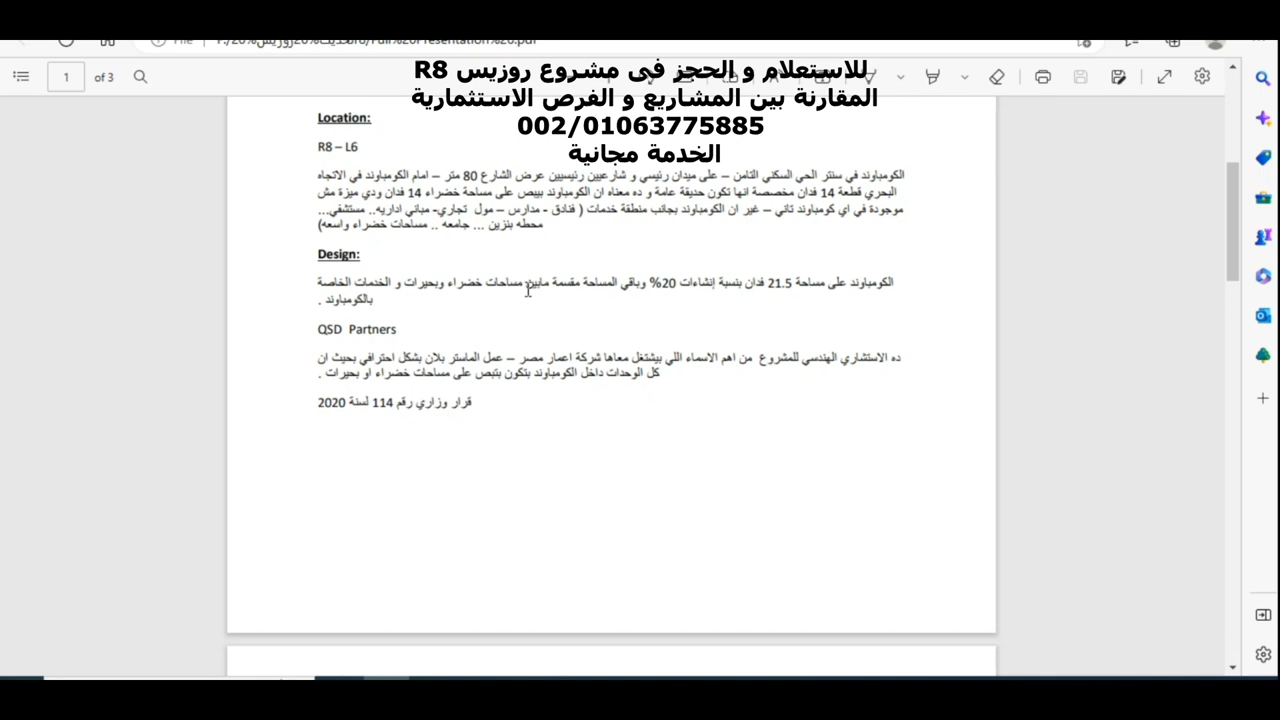 1 of 3
للاستعلام و الحجز فى مشروع روزيس R8
المقارنة بين المشاريع و الفرص الاستثمارية
002/01063775885
الخدمة مجانية
Location:
R8 – L6
الكومباوند في سنتر الحي السكني الثامن – على ميدان رئيسي و شارعيين رئيسيين عرض الشارع 80 متر – امام الكومباوند في الاتجاه
البحري قطعة 14 فدان مخصصة انها تكون حديقة عامة و ده معناه ان الكومباوند بيبص على مساحة خضراء 14 فدان ودي ميزة مش
موجودة في اي كومباوند تاني – غير ان الكومباوند بجانب منطقة خدمات ( فنادق - مدارس – مول تجاري- مباني اداريه.. مستشفي...
محطه بنزين ... جامعه .. مساحات خضراء واسعه)
Design:
الكومباوند على مساحة 21.5 فدان بنسبة إنشاءات 20% وباقي المساحة مقسمة مابين مساحات خضراء وبحيرات و الخدمات الخاصة
بالكومباوند .
QSD Partners
ده الاستشاري الهندسي للمشروع من اهم الاسماء اللي بيشتغل معاها شركة اعمار مصر – عمل الماستر بلان بشكل احترافي بحيث ان
كل الوحدات داخل الكومباوند بتكون بتبص على مساحات خضراء او بحيرات .
قرار وزاري رقم 114 لسنة 2020